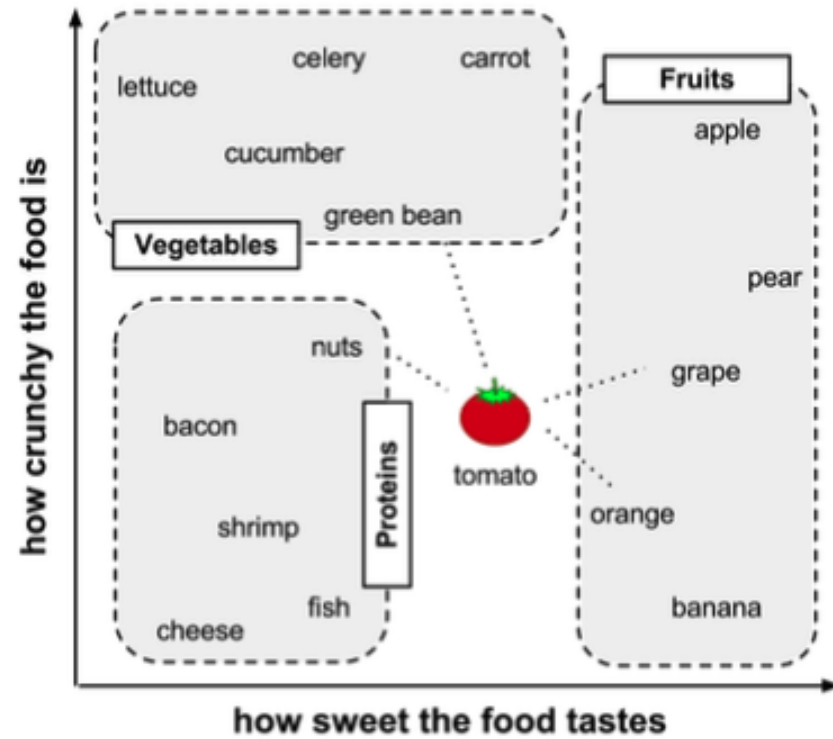 celery
carrot
lettuce
Fruits
apple
cucumber
green bean
Vegetables
pear
nuts
grape
bacon
Proteins
tomato
shrimp
orange
fish
banana
cheese
how crunchy the food is
how sweet the food tastes